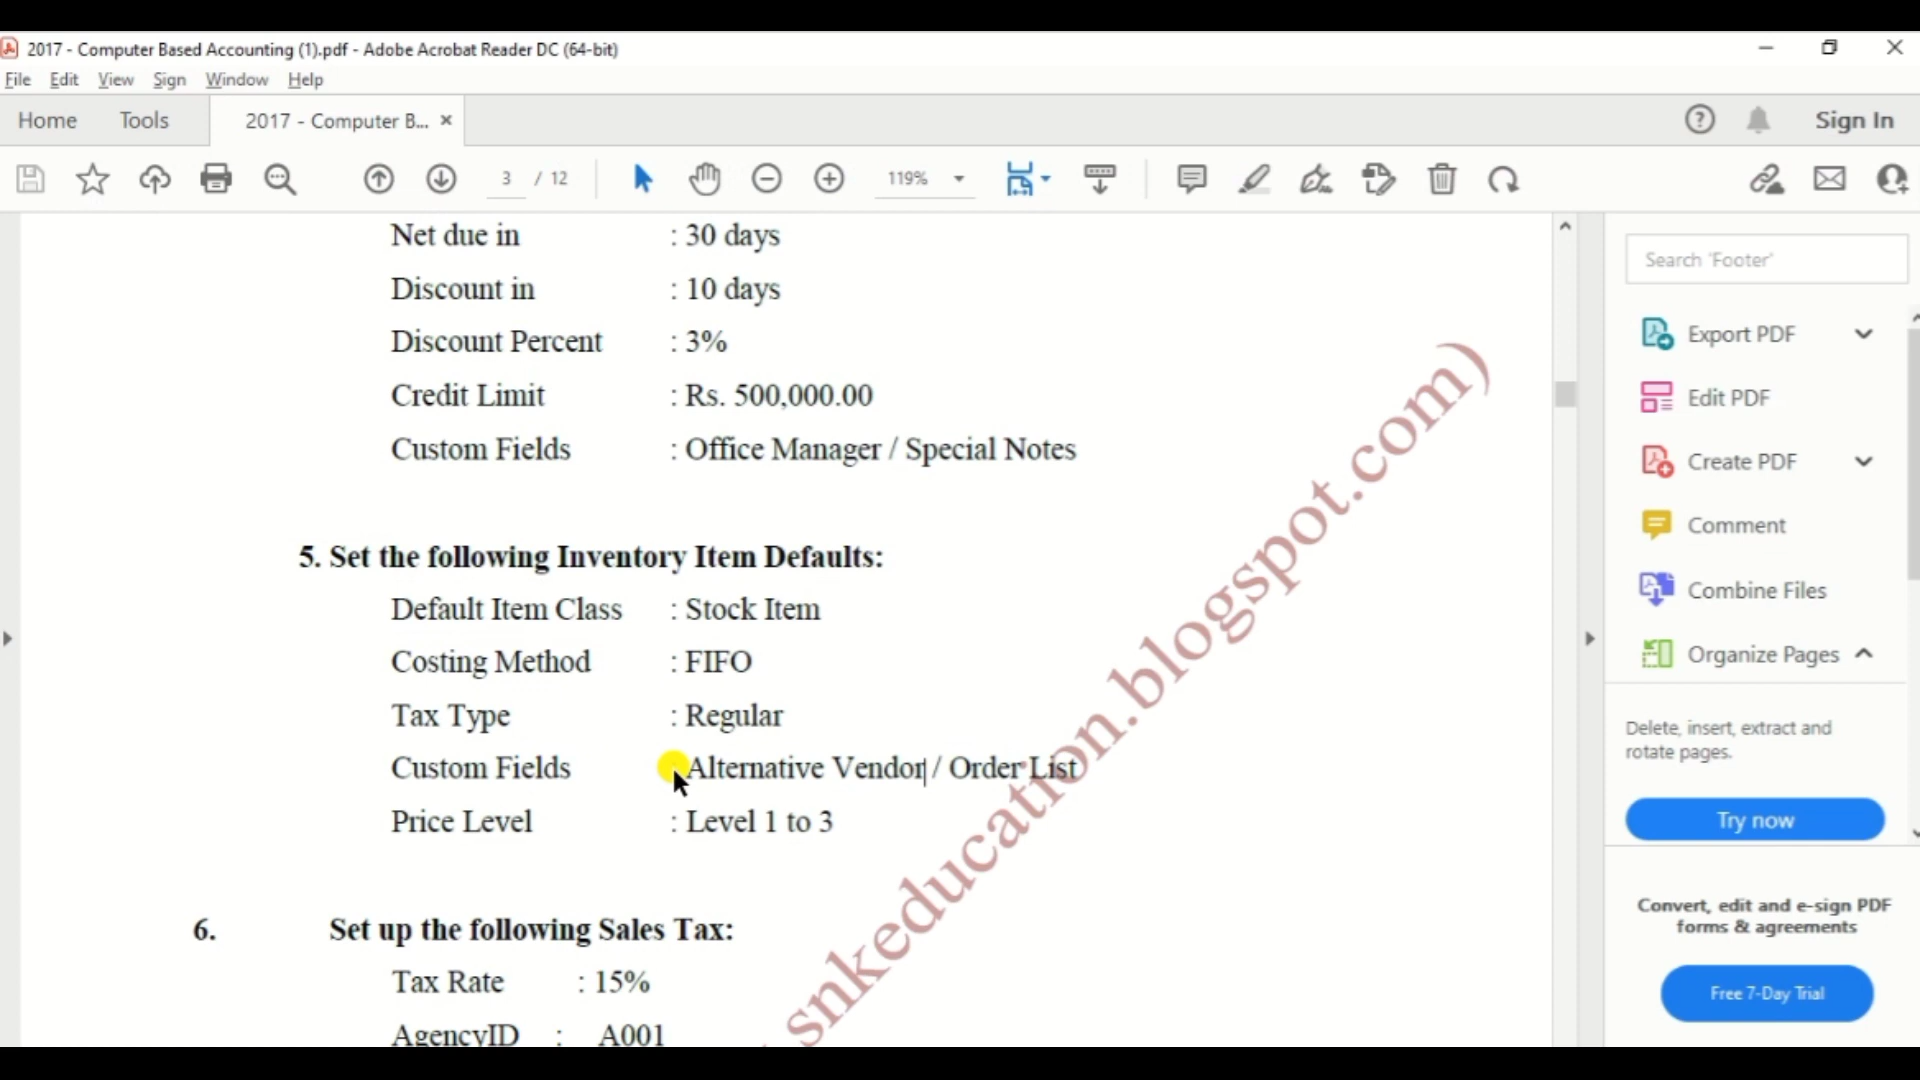 2017 - Computer Based Accounting (1).pdf - Adobe Acrobat Reader DC (64-bit)
File Edit View Sign Window Help
Home Tools 2017 - Computer B... Sign In
3 / 12 119%
Net due in : 30 days
Discount in : 10 days
Discount Percent : 3%
Credit Limit : Rs. 500,000.00
Custom Fields : Office Manager / Special Notes
5. Set the following Inventory Item Defaults:
Default Item Class : Stock Item
Costing Method : FIFO
Tax Type : Regular
Custom Fields : Alternative Vendor / Order List
Price Level : Level 1 to 3
6. Set up the following Sales Tax:
Tax Rate : 15%
AgencyID : A001
snkeducation.blogspot.com)
Search 'Footer'
Export PDF
Edit PDF
Create PDF
Comment
Combine Files
Organize Pages
Delete, insert, extract and
rotate pages.
Try now
Convert, edit and e-sign PDF
forms & agreements
Free 7-Day Trial